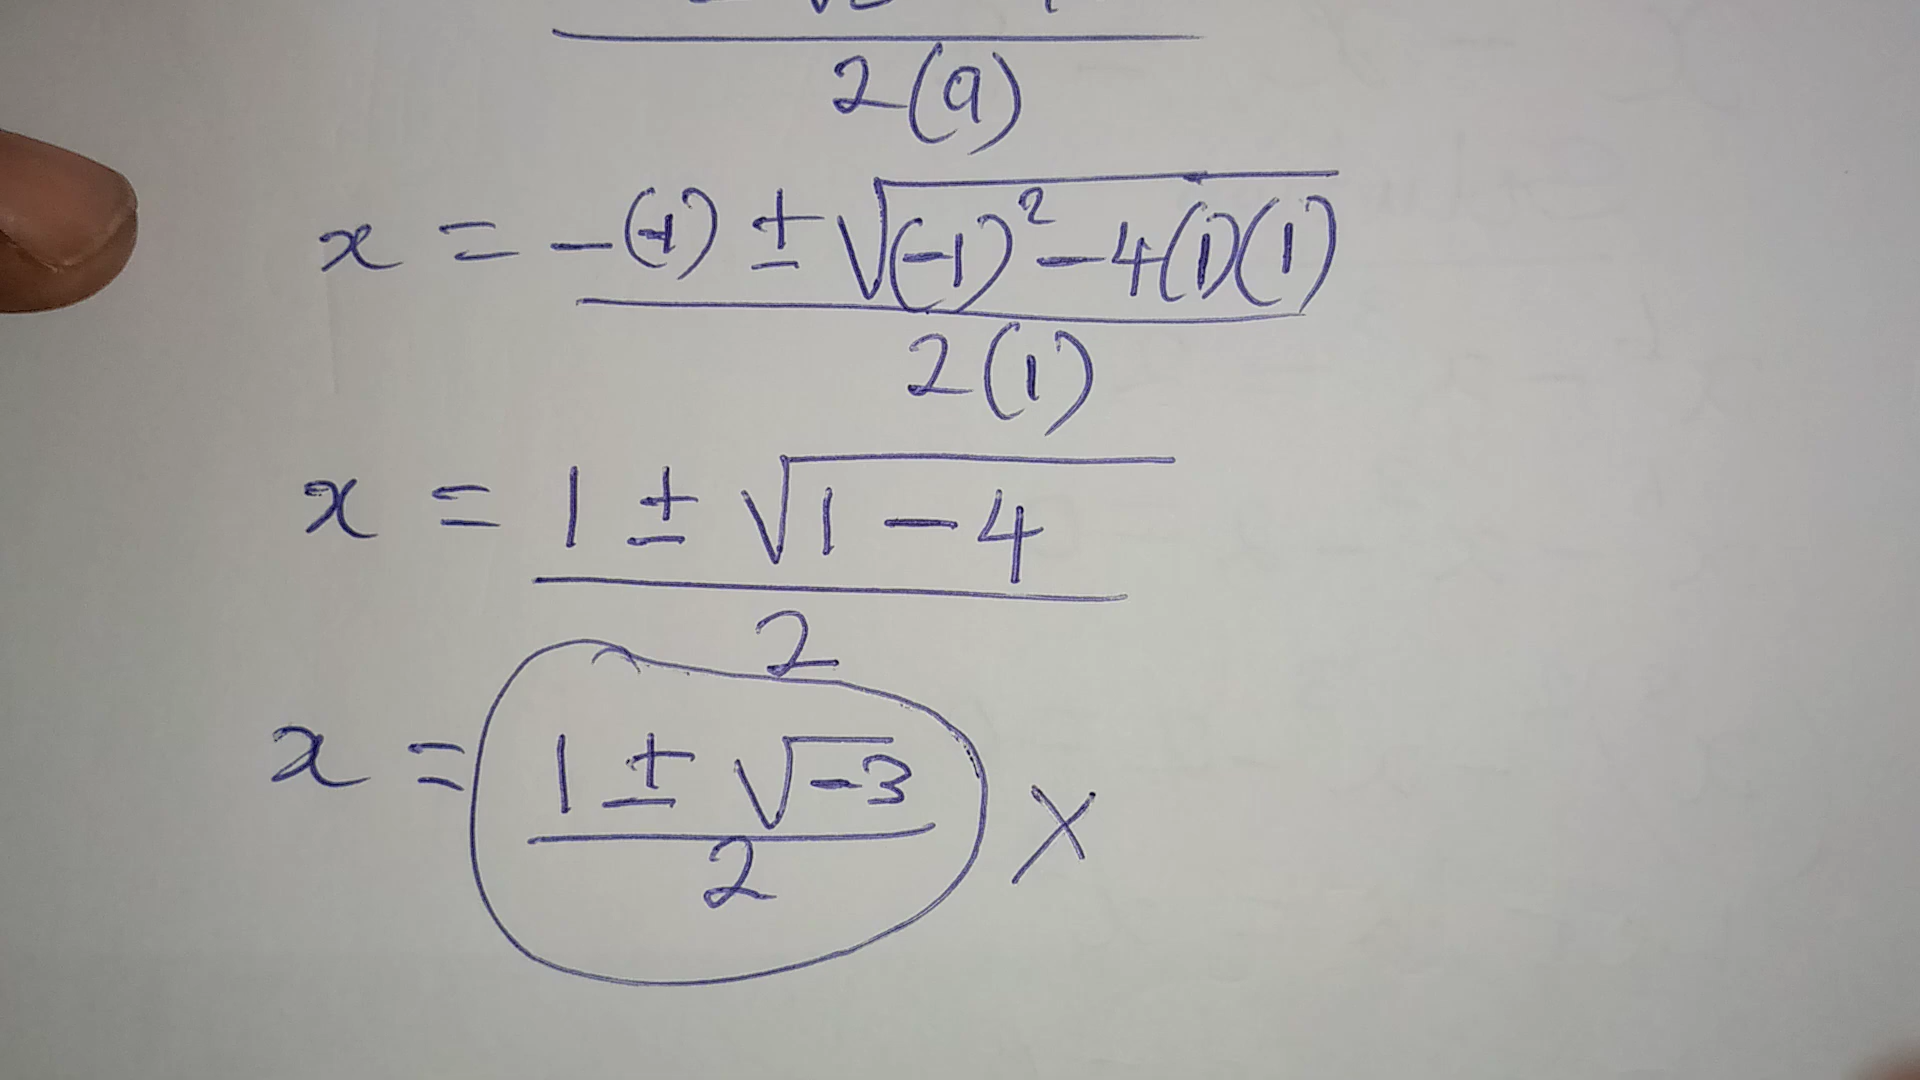 2(a)
x = -(-1) ± √(-1)² - 4(1)(1)
2(1)
x = 1 ± √1 - 4
2
x = 1 ± √-3 X
2